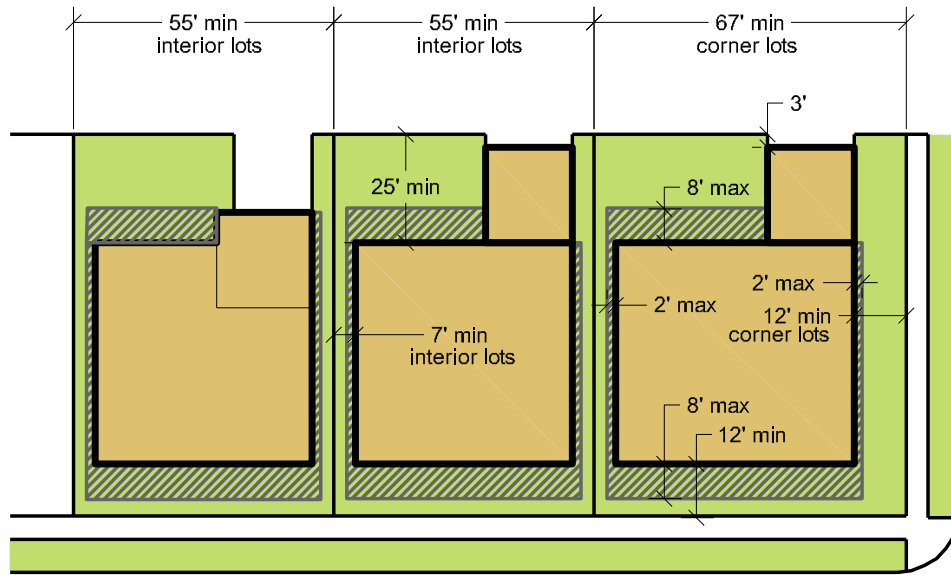 55' min
interior lots
55' min
interior lots
67' min
corner lots
3'
25' min
8' max
2' max
2' max
7' min
interior lots
12' min
corner lots
8' max
12' min